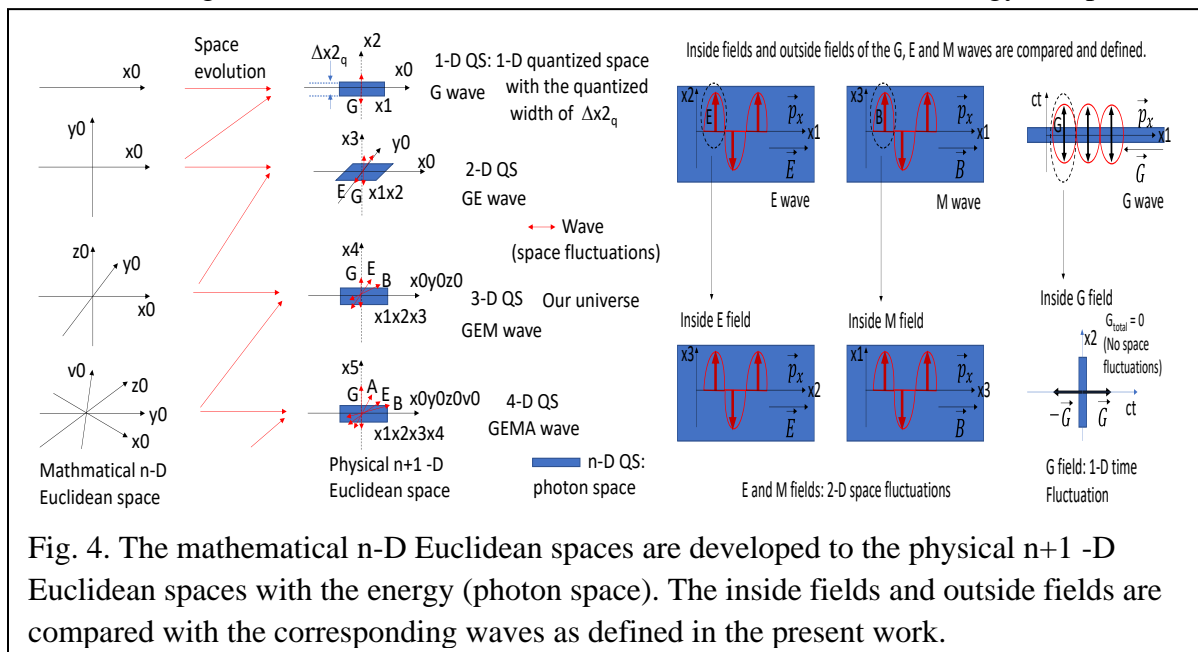 Space
evolution
x0
x2
Δx2q
x0
G
x1
1-D QS: 1-D quantized space
with the quantized
width of Δx2q
G wave
y0
x0
x3
y0
x0
E
G
x1x2
2-D QS
GE wave
Wave
(space fluctuations)
z0
y0
x0
x4
G
E
B
x0y0z0
x1x2x3
3-D QS
Our universe
GEM wave
v0
z0
y0
x0
x5
G
A
E
B
x0y0z0v0
x1x2x3x4
4-D QS
GEMA wave
Mathmatical n-D
Euclidean space
Physical n+1 -D
Euclidean space
n-D QS:
photon space
Inside fields and outside fields of the G, E and M waves are compared and defined.
x2
E
p⃗x
x1
E⃗
E wave
x3
B
p⃗x
x1
B⃗
M wave
ct
G
p⃗x
x1
G⃗
G wave
Inside E field
x3
p⃗x
x2
E⃗
Inside M field
x1
p⃗x
x3
B⃗
Inside G field
Gtotal = 0
(No space
fluctuations)
x2
−G⃗
G⃗
ct
E and M fields: 2-D space fluctuations
G field: 1-D time
Fluctuation
Fig. 4. The mathematical n-D Euclidean spaces are developed to the physical n+1 -D
Euclidean spaces with the energy (photon space). The inside fields and outside fields are
compared with the corresponding waves as defined in the present work.